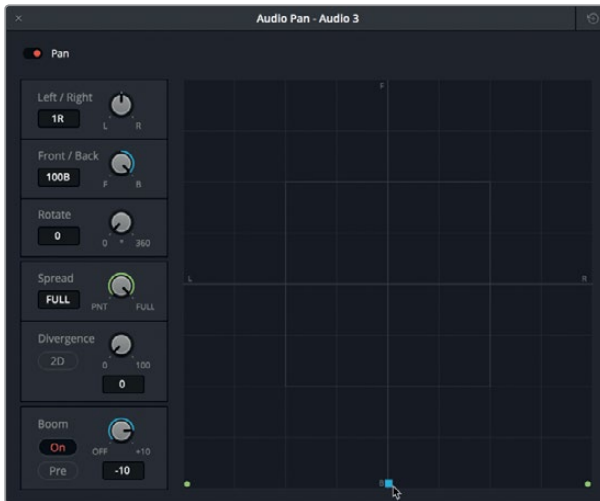 Audio Pan - Audio 3
Pan
Left / Right
1R
L R
Front / Back
100B
F B
Rotate
0
0 ° 360
Spread
FULL
PNT FULL
Divergence
2D
0 100
0
Boom
On
OFF +10
Pre
-10
F
L
R
B